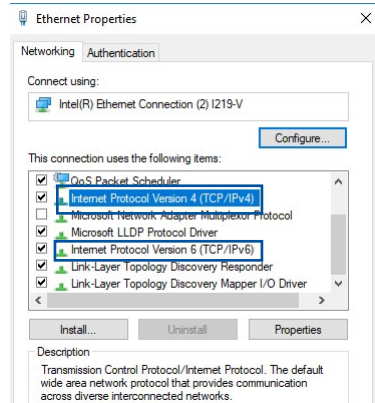 Ethernet Properties
Networking
Authentication
Connect using:
Intel(R) Ethernet Connection (2) I219-V
Configure...
This connection uses the following items:
QoS Packet Scheduler
Internet Protocol Version 4 (TCP/IPv4)
Microsoft Network Adapter Multiplexor Protocol
Microsoft LLDP Protocol Driver
Internet Protocol Version 6 (TCP/IPv6)
Link-Layer Topology Discovery Responder
Link-Layer Topology Discovery Mapper I/O Driver
Install...
Uninstall
Properties
Description
Transmission Control Protocol/Internet Protocol. The default
wide area network protocol that provides communication
across diverse interconnected networks.